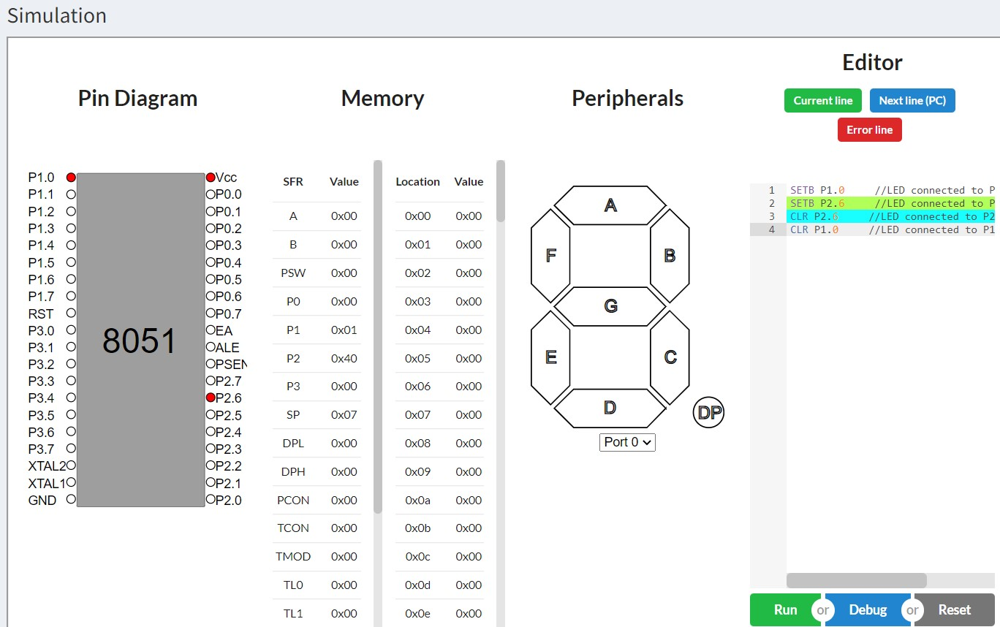 Simulation
Pin Diagram
Memory
Peripherals
Editor
Current line
Next line (PC)
Error line
P1.0
P1.1
P1.2
P1.3
P1.4
P1.5
P1.6
P1.7
RST
P3.0
P3.1
P3.2
P3.3
P3.4
P3.5
P3.6
P3.7
XTAL2
XTAL1
GND
8051
Vcc
P0.0
P0.1
P0.2
P0.3
P0.4
P0.5
P0.6
P0.7
EA
ALE
PSEN
P2.7
P2.6
P2.5
P2.4
P2.3
P2.2
P2.1
P2.0
SFR Value
A 0x00
B 0x00
PSW 0x00
P0 0x00
P1 0x01
P2 0x40
P3 0x00
SP 0x07
DPL 0x00
DPH 0x00
PCON 0x00
TCON 0x00
TMOD 0x00
TL0 0x00
TL1 0x00
Location Value
0x00 0x00
0x01 0x00
0x02 0x00
0x03 0x00
0x04 0x00
0x05 0x00
0x06 0x00
0x07 0x00
0x08 0x00
0x09 0x00
0x0a 0x00
0x0b 0x00
0x0c 0x00
0x0d 0x00
0x0e 0x00
A
F
B
G
E
C
D
DP
Port 0
1 SETB P1.0 //LED connected to P
2 SETB P2.6 //LED connected to P
3 CLR P2.6 //LED connected to P2
4 CLR P1.0 //LED connected to P1
Run or Debug or Reset